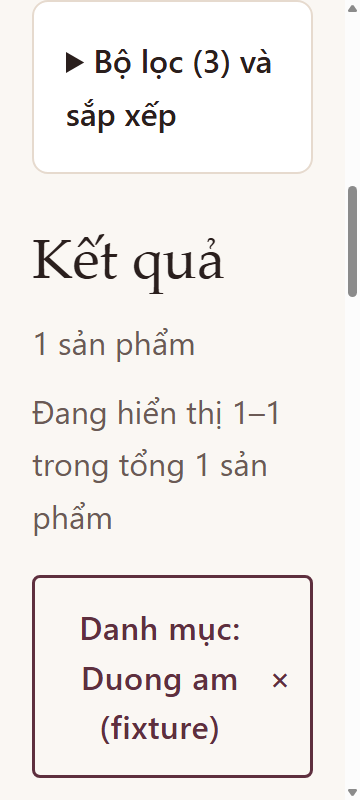 ▶ Bộ lọc (3) và
sắp xếp
Kết quả
1 sản phẩm
Đang hiển thị 1–1
trong tổng 1 sản
phẩm
Danh mục:
Duong am ×
(fixture)